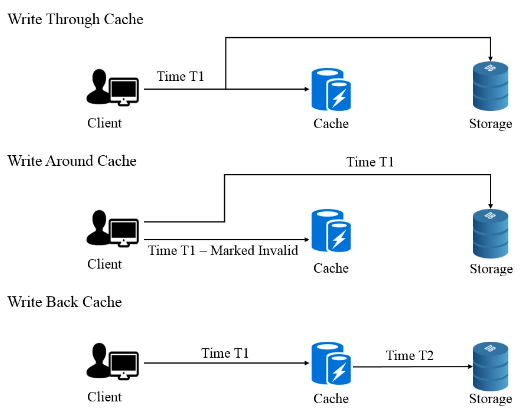 Write Through Cache
Time T1
Client
Cache
Storage
Write Around Cache
Time T1
Time T1 – Marked Invalid
Client
Cache
Storage
Write Back Cache
Time T1
Time T2
Client
Cache
Storage